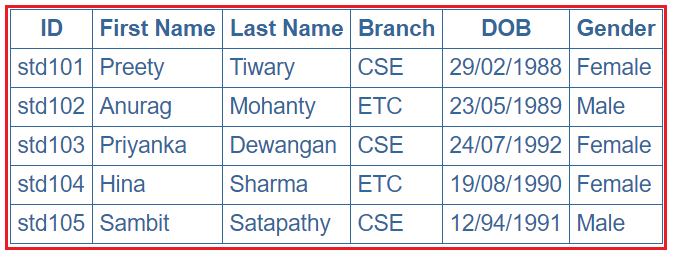 ID First Name Last Name Branch DOB Gender
std101 Preety Tiwary CSE 29/02/1988 Female
std102 Anurag Mohanty ETC 23/05/1989 Male
std103 Priyanka Dewangan CSE 24/07/1992 Female
std104 Hina Sharma ETC 19/08/1990 Female
std105 Sambit Satapathy CSE 12/94/1991 Male